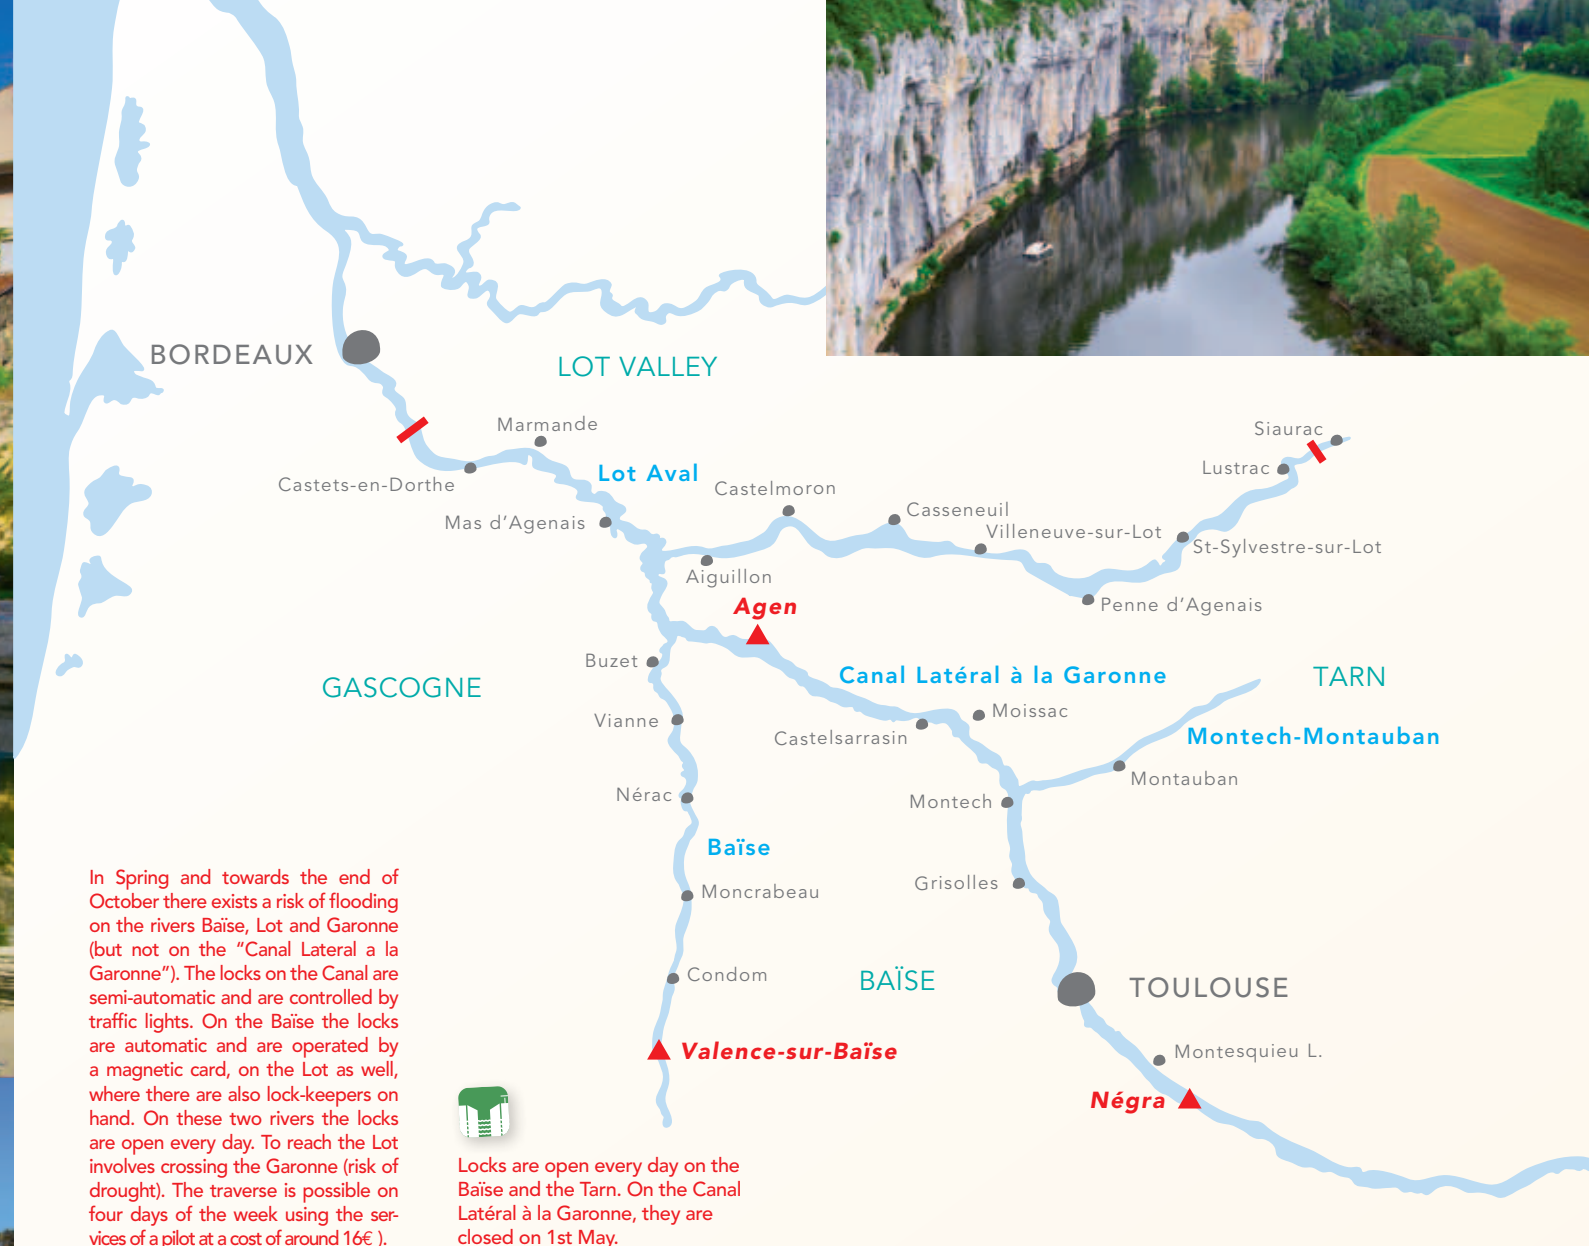 BORDEAUX
LOT VALLEY
Marmande
Siaurac
Lot Aval
Lustrac
Castets-en-Dorthe
Castelmoron
Mas d’Agenais
Casseneuil
Villeneuve-sur-Lot
St-Sylvestre-sur-Lot
Aiguillon
Agen
Penne d’Agenais
Buzet
GASCOGNE
Canal Latéral à la Garonne
TARN
Vianne
Moissac
Castelsarrasin
Montech-Montauban
Montauban
Nérac
Montech
Baïse
Grisolles
Moncrabeau
Condom
BAÏSE
TOULOUSE
Valence-sur-Baïse
Montesquieu L.
Négra
In Spring and towards the end of
October there exists a risk of flooding
on the rivers Baïse, Lot and Garonne
(but not on the “Canal Lateral a la
Garonne”). The locks on the Canal are
semi-automatic and are controlled by
traffic lights. On the Baïse the locks
are automatic and are operated by
a magnetic card, on the Lot as well,
where there are also lock-keepers on
hand. On these two rivers the locks
are open every day. To reach the Lot
involves crossing the Garonne (risk of
drought). The traverse is possible on
four days of the week using the ser-
vices of a pilot at a cost of around 16€ ).
Locks are open every day on the
Baïse and the Tarn. On the Canal
Latéral à la Garonne, they are
closed on 1st May.